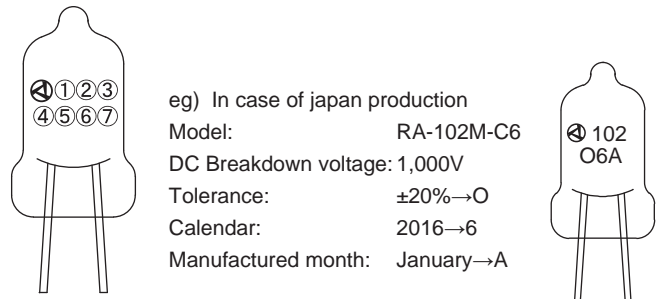 ①②③
④⑤⑥⑦
eg) In case of japan production
Model: RA-102M-C6
DC Breakdown voltage: 1,000V
Tolerance: ±20%→O
Calendar: 2016→6
Manufactured month: January→A
102
O6A